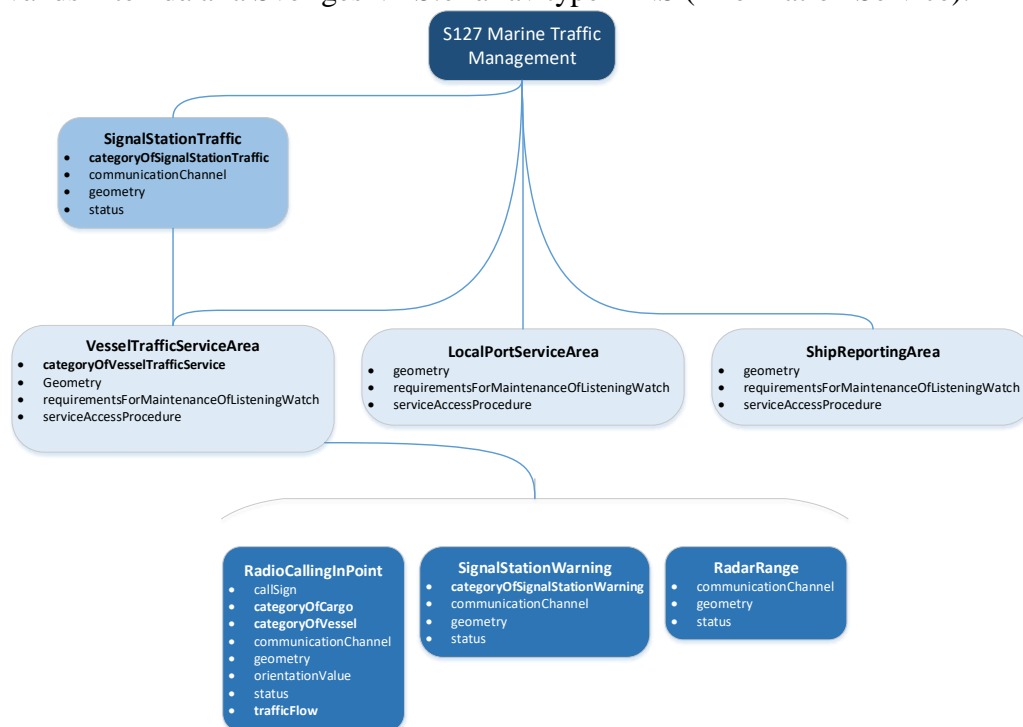 S127 Marine Traffic
Management
SignalStationTraffic
• categoryOfSignalStationTraffic
• communicationChannel
• geometry
• status
VesselTrafficServiceArea
• categoryOfVesselTrafficService
• Geometry
• requirementsForMaintenanceOfListeningWatch
• serviceAccessProcedure
LocalPortServiceArea
• geometry
• requirementsForMaintenanceOfListeningWatch
• serviceAccessProcedure
ShipReportingArea
• geometry
• requirementsForMaintenanceOfListeningWatch
• serviceAccessProcedure
RadioCallingInPoint
• callSign
• categoryOfCargo
• categoryOfVessel
• communicationChannel
• geometry
• orientationValue
• status
• trafficFlow
SignalStationWarning
• categoryOfSignalStationWarning
• communicationChannel
• geometry
• status
RadarRange
• communicationChannel
• geometry
• status